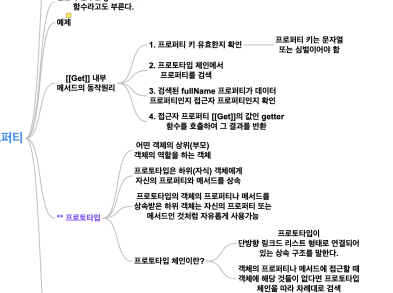 함수라고도 부른다.
예제
1. 프로퍼티 키 유효한지 확인
프로퍼티 키는 문자열
또는 심벌이어야 함
2. 프로토타입 체인에서
프로퍼티를 검색
[[Get]] 내부
메서드의 동작원리
3. 검색된 fullName 프로퍼티가 데이터
프로퍼티인지 접근자 프로퍼티인지 확인
4. 접근자 프로퍼티 [[Get]]의 값인 getter
함수를 호출하여 그 결과를 반환
퍼티
어떤 객체의 상위(부모)
객체의 역할을 하는 객체
프로토타입은 하위(자식) 객체에게
자신의 프로퍼티와 메서드를 상속
** 프로토타입
프로토타입의 객체의 프로퍼티나 메서드를
상속받은 하위 객체는 자신의 프로퍼티 또는
메서드인 것처럼 자유롭게 사용가능
프로토타입 체인이란?
프로토타입이
단방향 링크드 리스트 형태로 연결되어
있는 상속 구조를 말한다.
객체의 프로퍼티나 메서드에 접근할 때
객체에 해당 것들이 없다면 프로토타입
체인을 따라 차례대로 검색